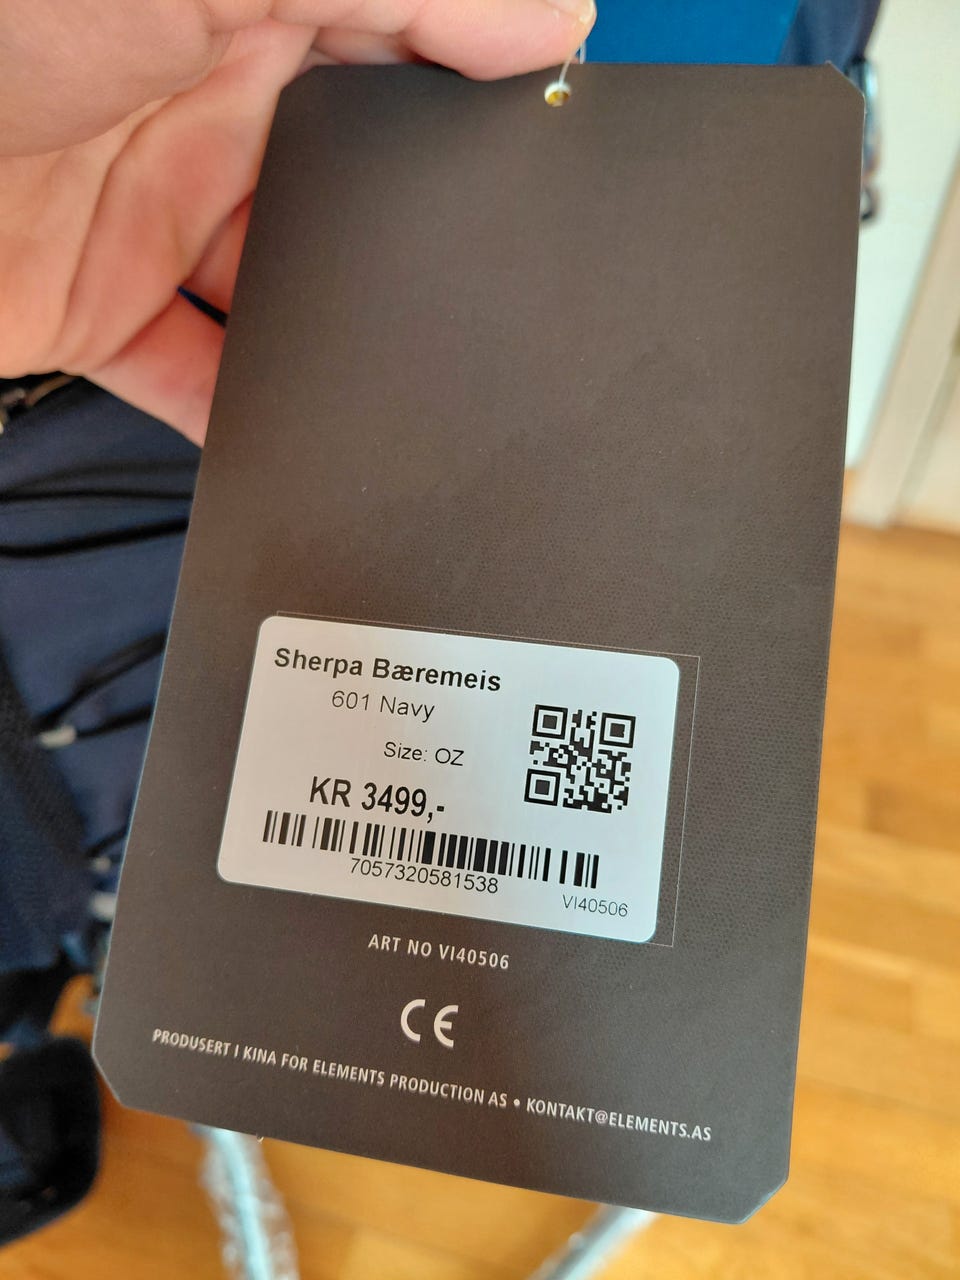 Sherpa Bæremeis
601 Navy
Size: OZ
KR 3499,-
7057320581538
VI40506
ART NO VI40506
CE
PRODUSERT I KINA FOR ELEMENTS PRODUCTION AS • KONTAKT@ELEMENTS.AS